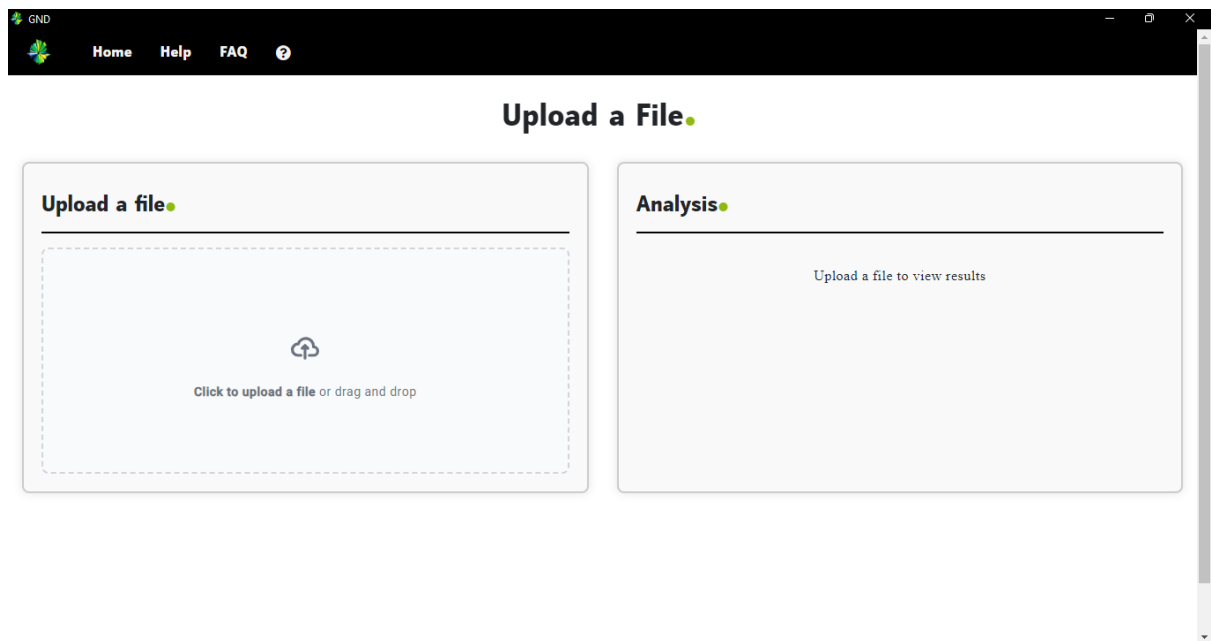 GND
Home Help FAQ ?
Upload a File.
Upload a file.
Click to upload a file or drag and drop
Analysis.
Upload a file to view results